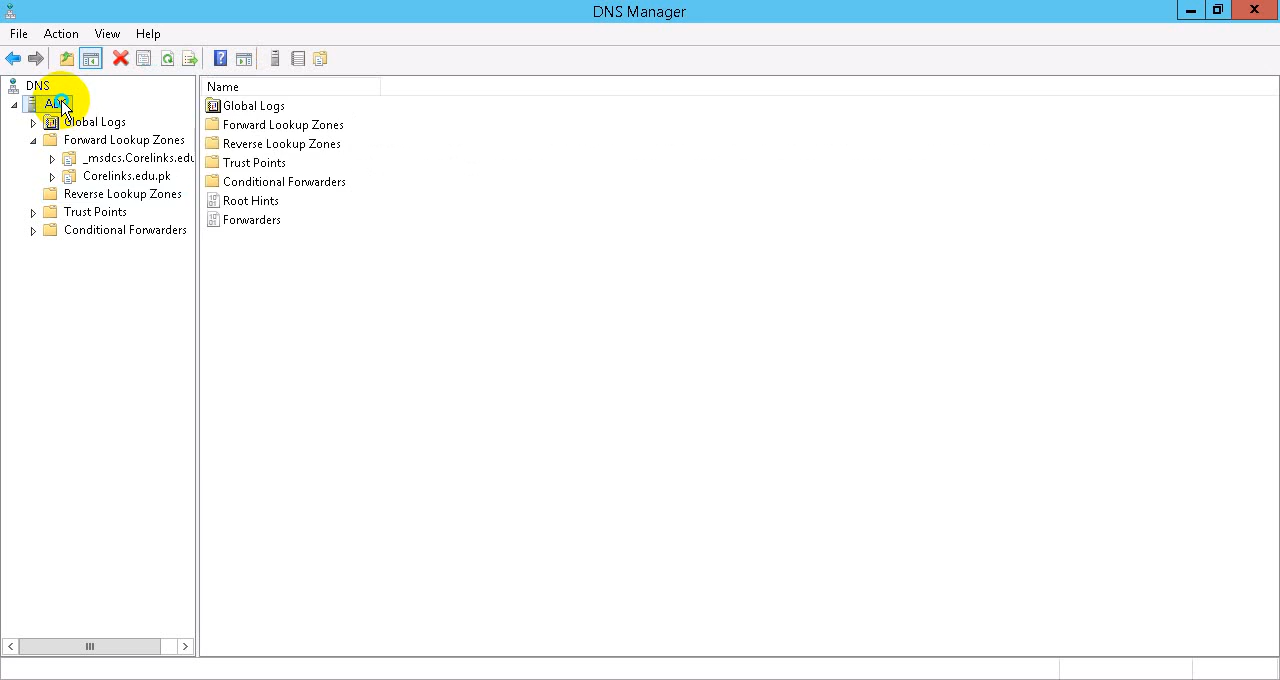 DNS Manager
File Action View Help
DNS
Global Logs
Forward Lookup Zones
_msdcs.Corelinks.edu
Corelinks.edu.pk
Reverse Lookup Zones
Trust Points
Conditional Forwarders
Name
Global Logs
Forward Lookup Zones
Reverse Lookup Zones
Trust Points
Conditional Forwarders
Root Hints
Forwarders